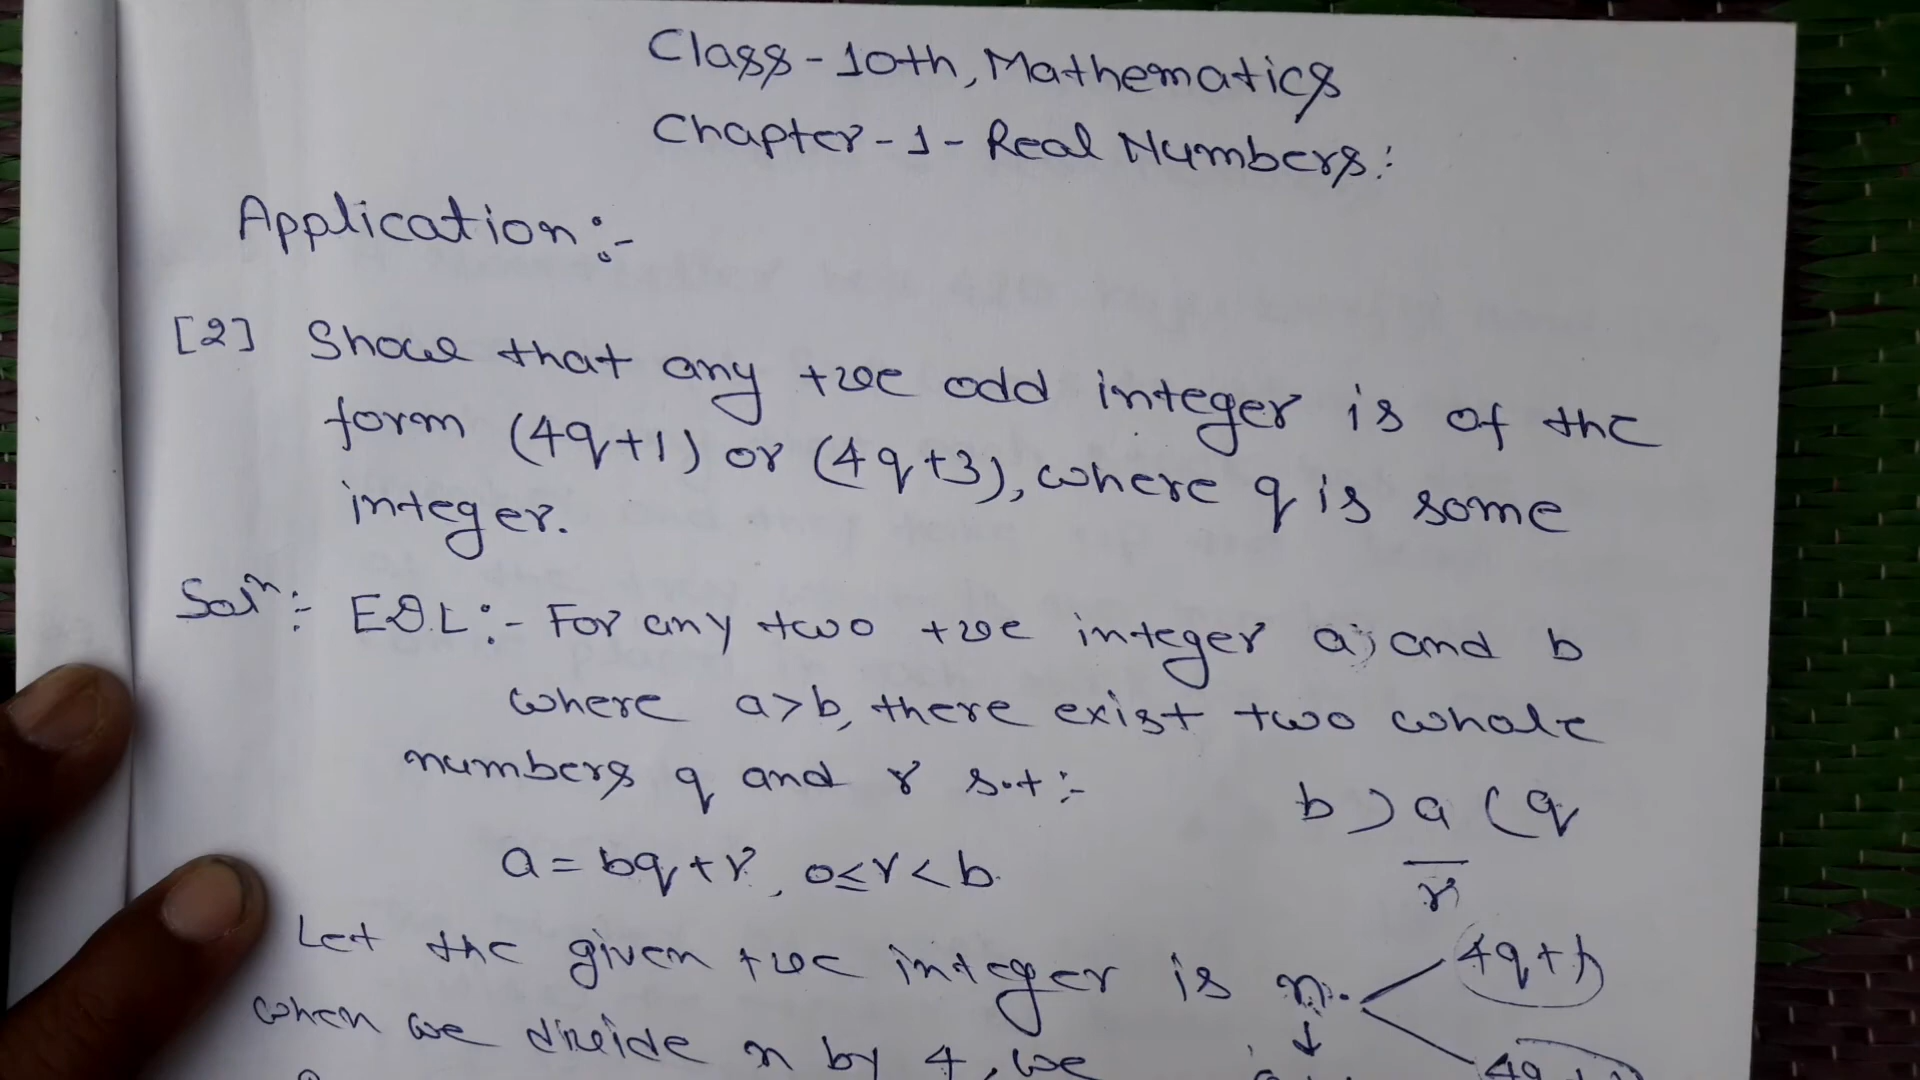 Class-10th, Mathematics
Chapter-1- Real Numbers:
Application:-
[2] Show that any +ve odd integer is of the
form (4q+1) or (4q+3), where q is some
integer.
Solⁿ:- EDL:- For any two +ve integer a, and b
where a>b, there exist two whole
numbers q and r s.t:-
b ) a ( q
a = bq+r, 0≤r<b.
r
Let the given +ve integer is n.
4q+1
when we divide n by 4, we